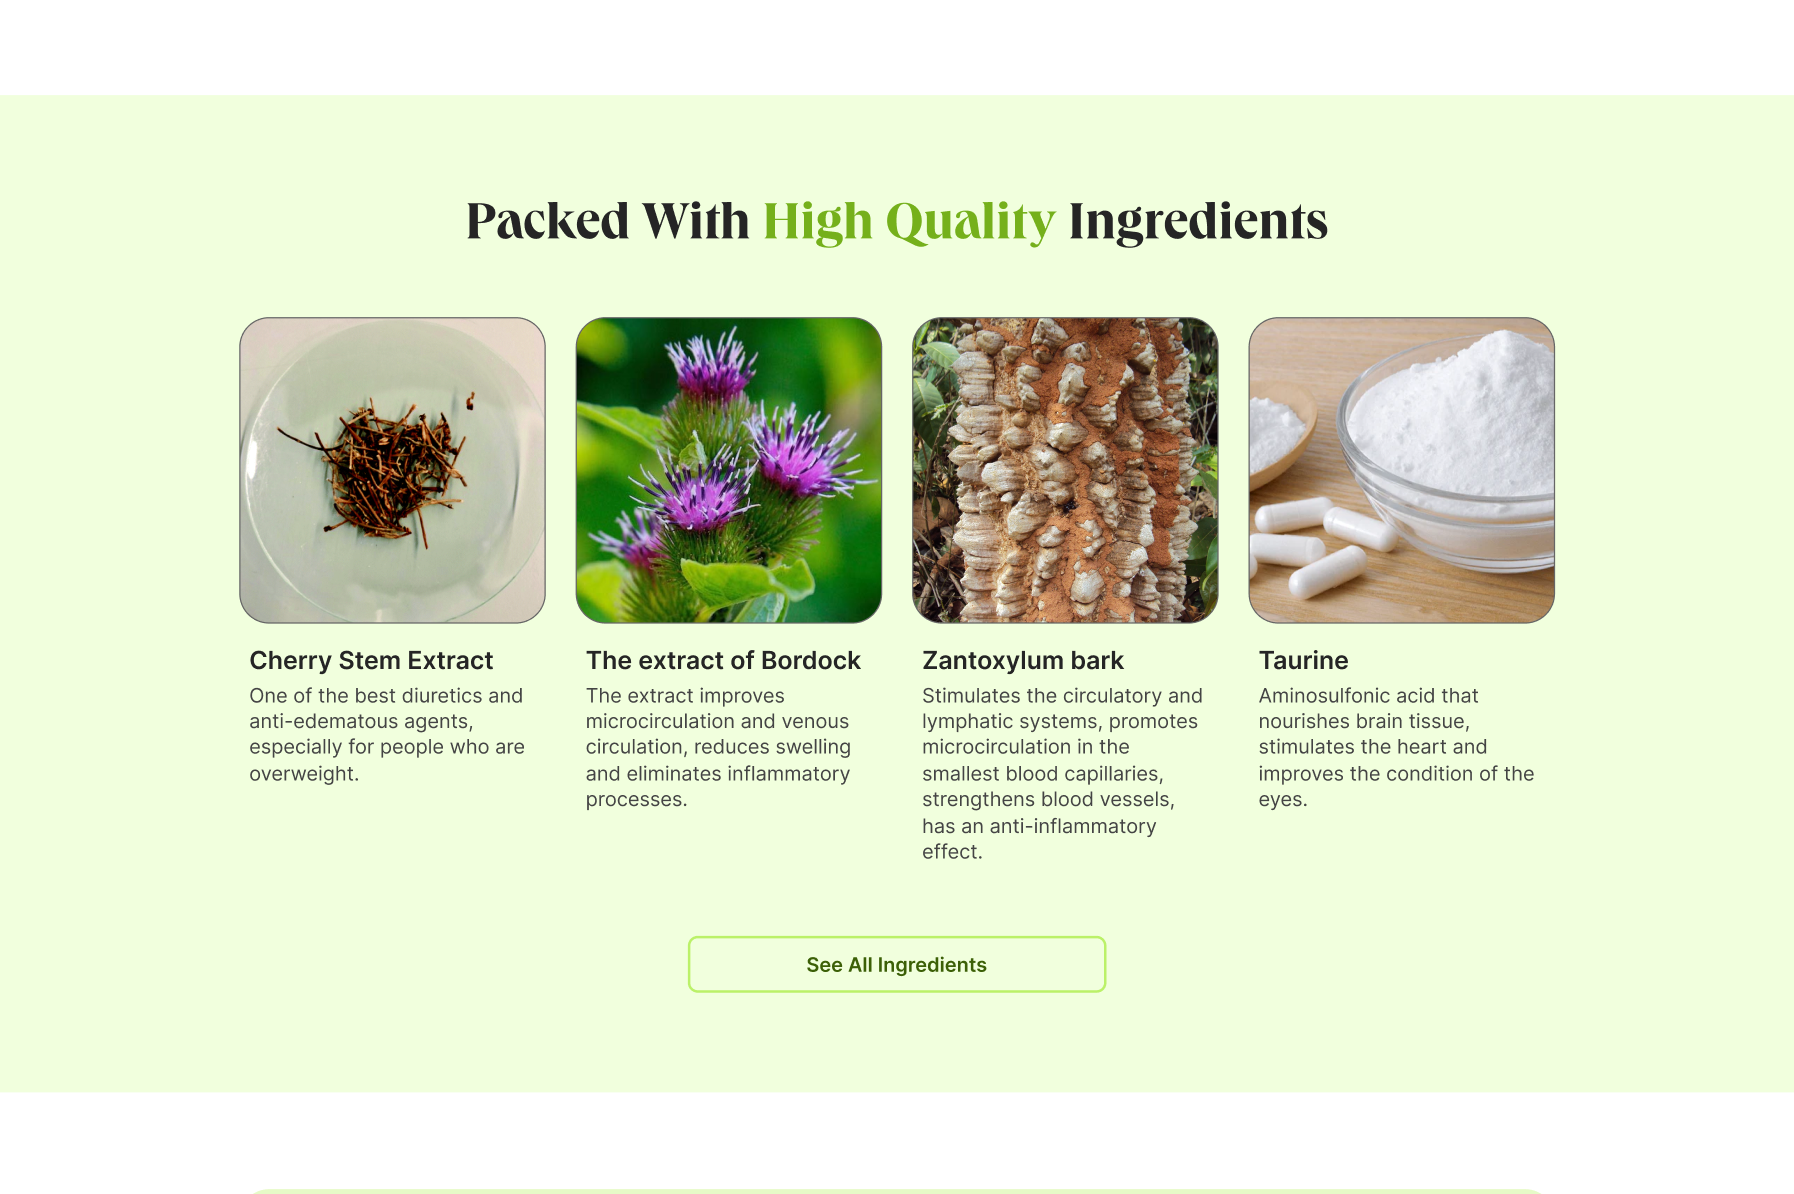 Packed With High Quality Ingredients
Cherry Stem Extract
One of the best diuretics and
anti-edematous agents,
especially for people who are
overweight.
The extract of Bordock
The extract improves
microcirculation and venous
circulation, reduces swelling
and eliminates inflammatory
processes.
Zantoxylum bark
Stimulates the circulatory and
lymphatic systems, promotes
microcirculation in the
smallest blood capillaries,
strengthens blood vessels,
has an anti-inflammatory
effect.
Taurine
Aminosulfonic acid that
nourishes brain tissue,
stimulates the heart and
improves the condition of the
eyes.
See All Ingredients